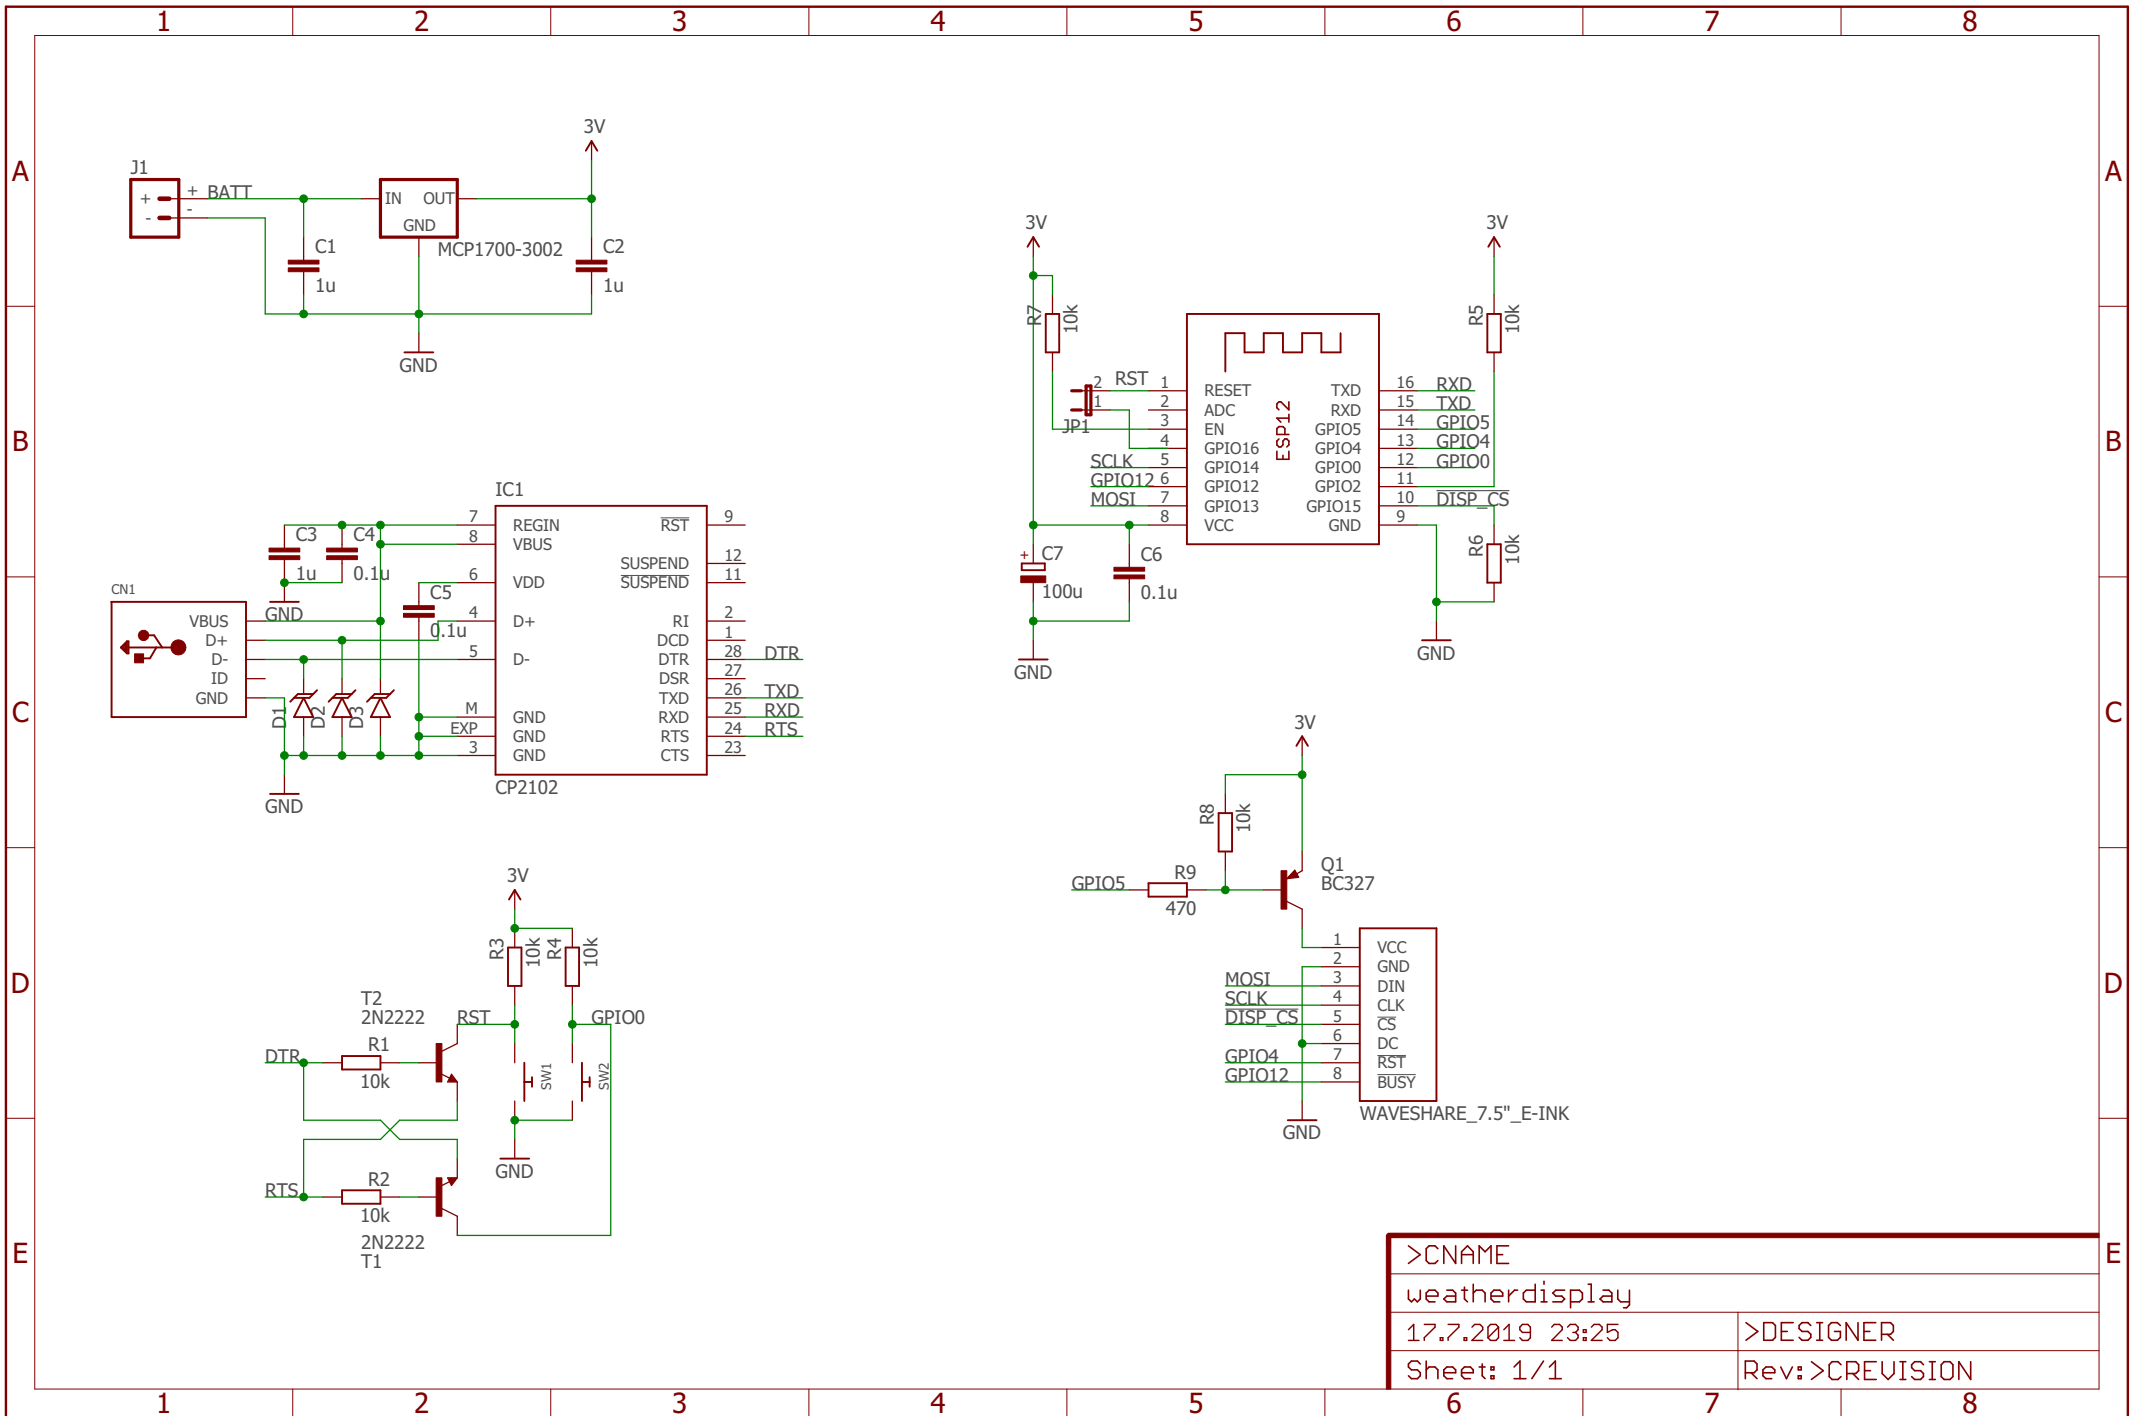 1 2 3 4 5 6 7 8
A A
B B
C C
D D
E E
1 2 3 4 5 6 7 8
J1
+
-
+ BATT
-
IN OUT
GND
MCP1700-3002
3V
C1
1u
C2
1u
GND
IC1
CP2102
7 REGIN
8 VBUS
6 VDD
4 D+
5 D-
M GND
EXP GND
3 GND
RST 9
SUSPEND 12
SUSPEND 11
RI 2
DCD 1
DTR 28 DTR
DSR 27
TXD 26 TXD
RXD 25 RXD
RTS 24 RTS
CTS 23
C3
1u
C4
0.1u
GND
C5
0.1u
CN1
VBUS
D+
D-
ID
GND
D1
D2
D3
GND
3V
R3
10k
R4
10k
T2
2N2222
RST
GPIO0
DTR
R1
10k
SW1
SW2
GND
RTS
R2
10k
2N2222
T1
3V
R7
10k
3V
R5
10k
JP1
2
1
ESP12
RST 1 RESET
2 ADC
3 EN
4 GPIO16
SCLK 5 GPIO14
GPIO12 6 GPIO12
MOSI 7 GPIO13
8 VCC
TXD 16 RXD
RXD 15 TXD
GPIO5 14 GPIO5
GPIO4 13 GPIO4
GPIO0 12 GPIO0
GPIO2 11
GPIO15 10 DISP_CS
GND 9
+
C7
100u
C6
0.1u
GND
R6
10k
GND
3V
R8
10k
GPIO5
R9
470
Q1
BC327
1 VCC
2 GND
MOSI 3 DIN
SCLK 4 CLK
DISP_CS 5 CS
6 DC
GPIO4 7 RST
GPIO12 8 BUSY
WAVESHARE_7.5"_E-INK
GND
>CNAME
weatherdisplay
17.7.2019 23:25 >DESIGNER
Sheet: 1/1 Rev:>CREVISION